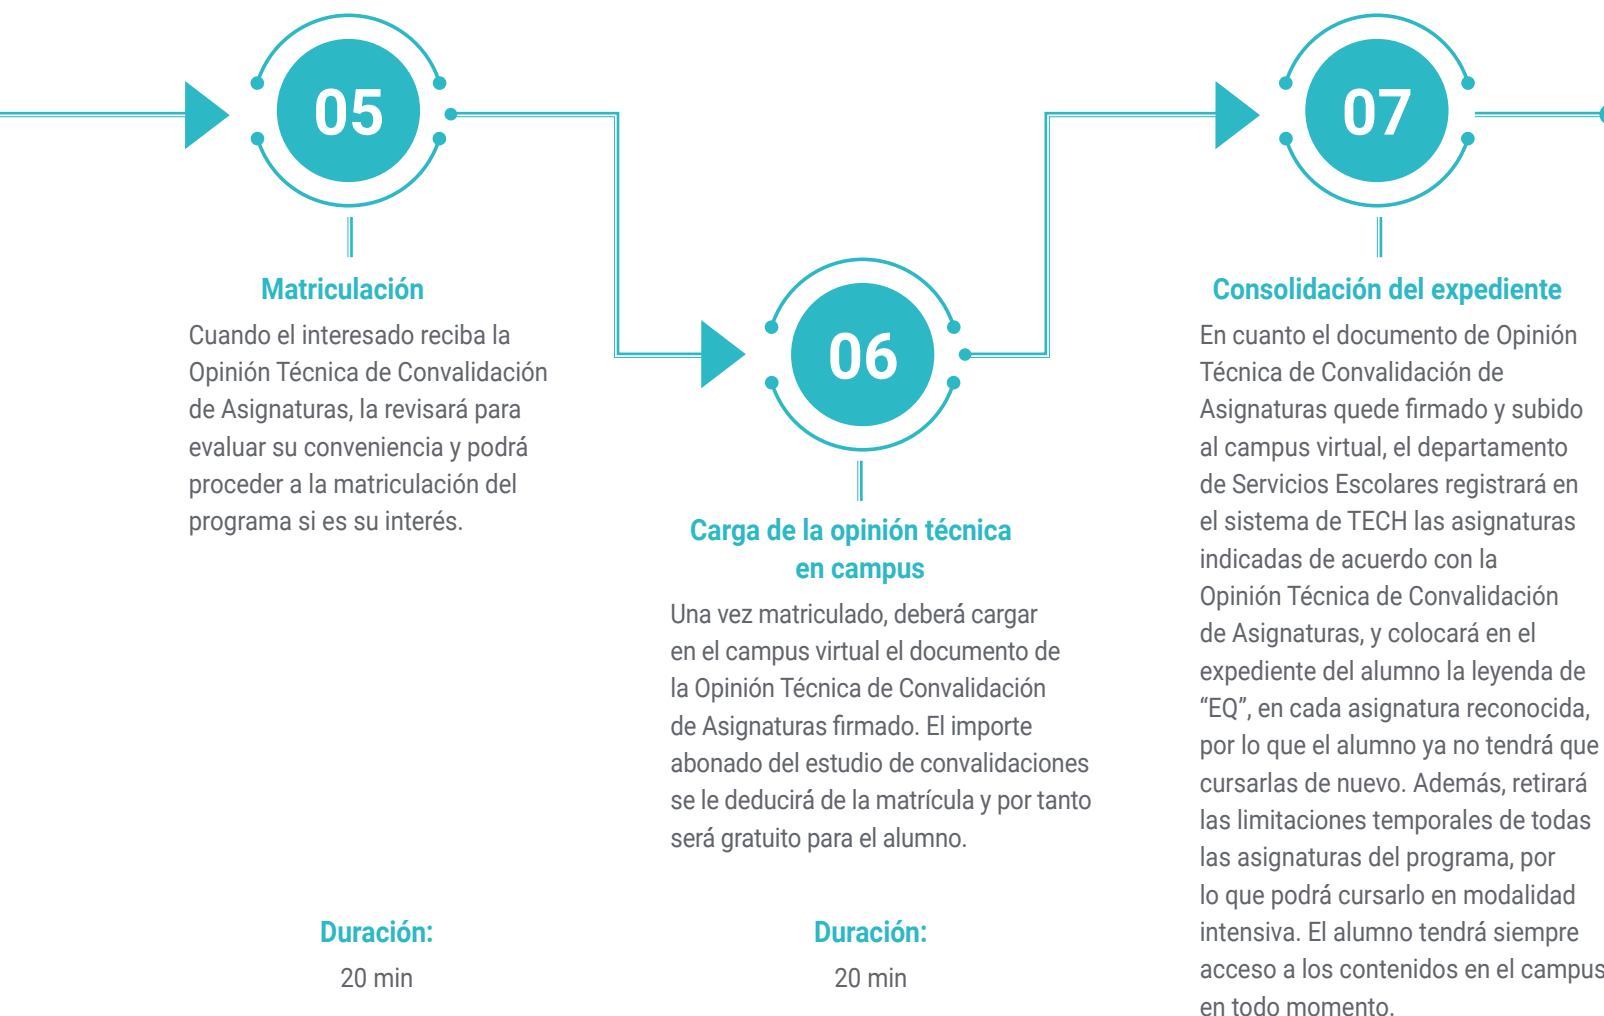 05
Matriculación
Cuando el interesado reciba la
Opinión Técnica de Convalidación
de Asignaturas, la revisará para
evaluar su conveniencia y podrá
proceder a la matriculación del
programa si es su interés.
Duración:
20 min
06
Carga de la opinión técnica
en campus
Una vez matriculado, deberá cargar
en el campus virtual el documento de
la Opinión Técnica de Convalidación
de Asignaturas firmado. El importe
abonado del estudio de convalidaciones
se le deducirá de la matrícula y por tanto
será gratuito para el alumno.
Duración:
20 min
07
Consolidación del expediente
En cuanto el documento de Opinión
Técnica de Convalidación de
Asignaturas quede firmado y subido
al campus virtual, el departamento
de Servicios Escolares registrará en
el sistema de TECH las asignaturas
indicadas de acuerdo con la
Opinión Técnica de Convalidación
de Asignaturas, y colocará en el
expediente del alumno la leyenda de
“EQ”, en cada asignatura reconocida,
por lo que el alumno ya no tendrá que
cursarlas de nuevo. Además, retirará
las limitaciones temporales de todas
las asignaturas del programa, por
lo que podrá cursarlo en modalidad
intensiva. El alumno tendrá siempre
acceso a los contenidos en el campus
en todo momento.